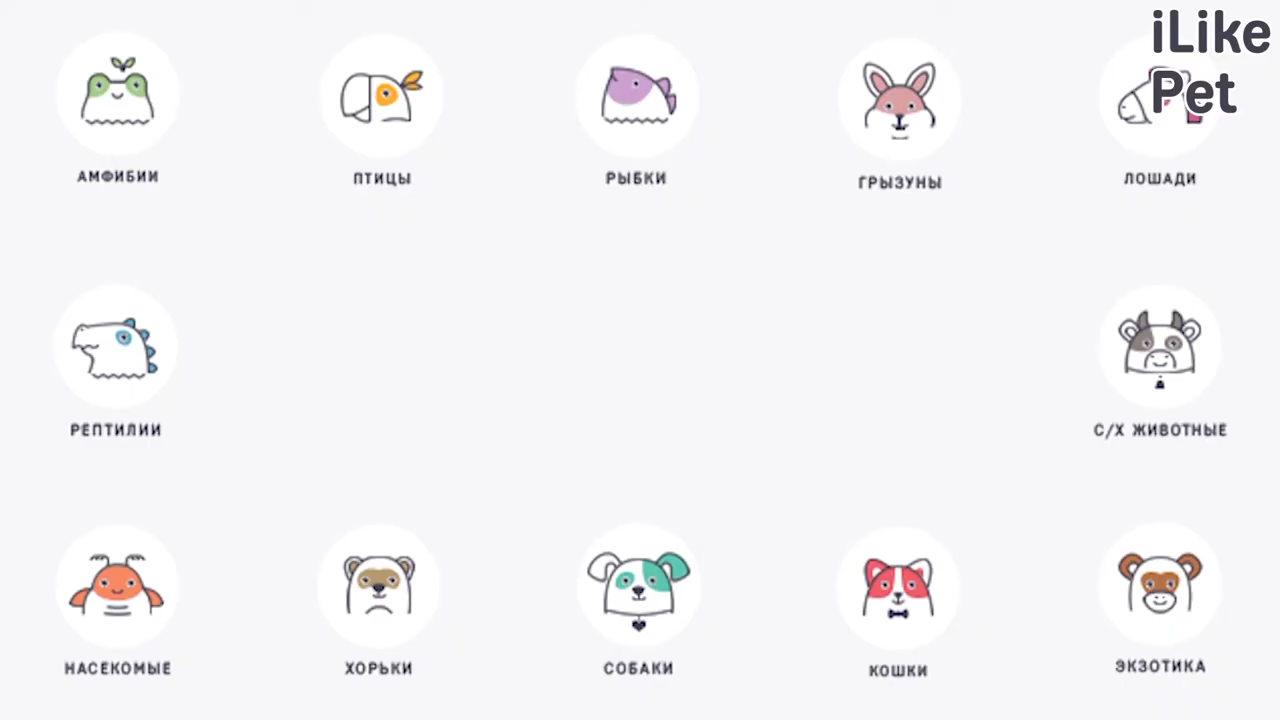 iLike
Pet
АМФИБИИ
ПТИЦЫ
РЫБКИ
ГРЫЗУНЫ
ЛОШАДИ
РЕПТИЛИИ
С/Х ЖИВОТНЫЕ
НАСЕКОМЫЕ
ХОРЬКИ
СОБАКИ
КОШКИ
ЭКЗОТИКА